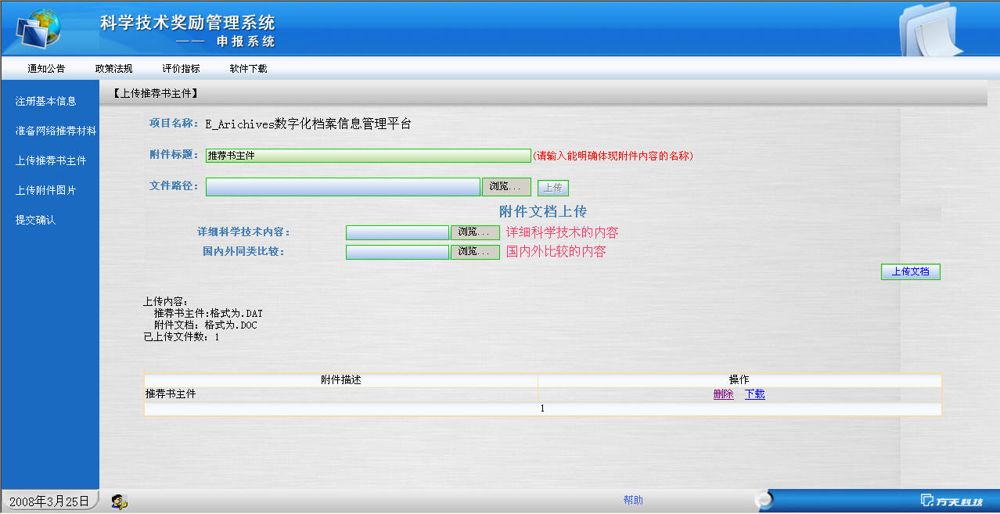 科学技术奖励管理系统
—— 申报系统
通知公告 政策法规 评价指标 软件下载
注册基本信息
准备网络推荐材料
上传推荐书主件
上传附件图片
提交确认
【上传推荐书主件】
项目名称： E_Arichives数字化档案信息管理平台
附件标题： 推荐书主件 (请输入能明确体现附件内容的名称)
文件路径： 浏览... 上传
附件文档上传
详细科学技术内容： 浏览... 详细科学技术的内容
国内外同类比较： 浏览... 国内外比较的内容
上传文档
上传内容：
推荐书主件:格式为.DAT
附件文档：格式为.DOC
已上传文件数：1
附件描述 操作
推荐书主件 删除 下载
1
2008年3月25日 帮助 方天科技